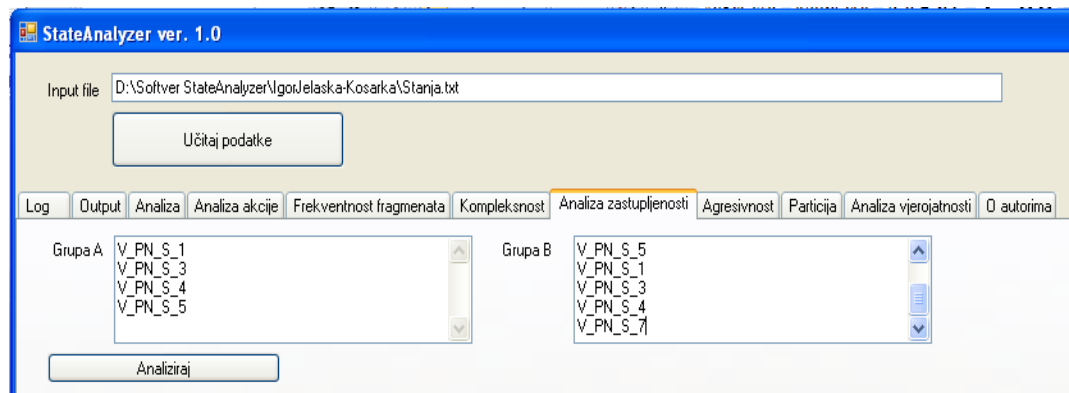 StateAnalyzer ver. 1.0
Input file D:\Softver StateAnalyzer\IgorJelaska-Kosarka\Stanja.txt
Učitaj podatke
Log Output Analiza Analiza akcije Frekventnost fragmenata Kompleksnost Analiza zastupljenosti Agresivnost Particija Analiza vjerojatnosti O autorima
Grupa A
V_PN_S_1
V_PN_S_3
V_PN_S_4
V_PN_S_5
Grupa B
V_PN_S_5
V_PN_S_1
V_PN_S_3
V_PN_S_4
V_PN_S_7
Analiziraj